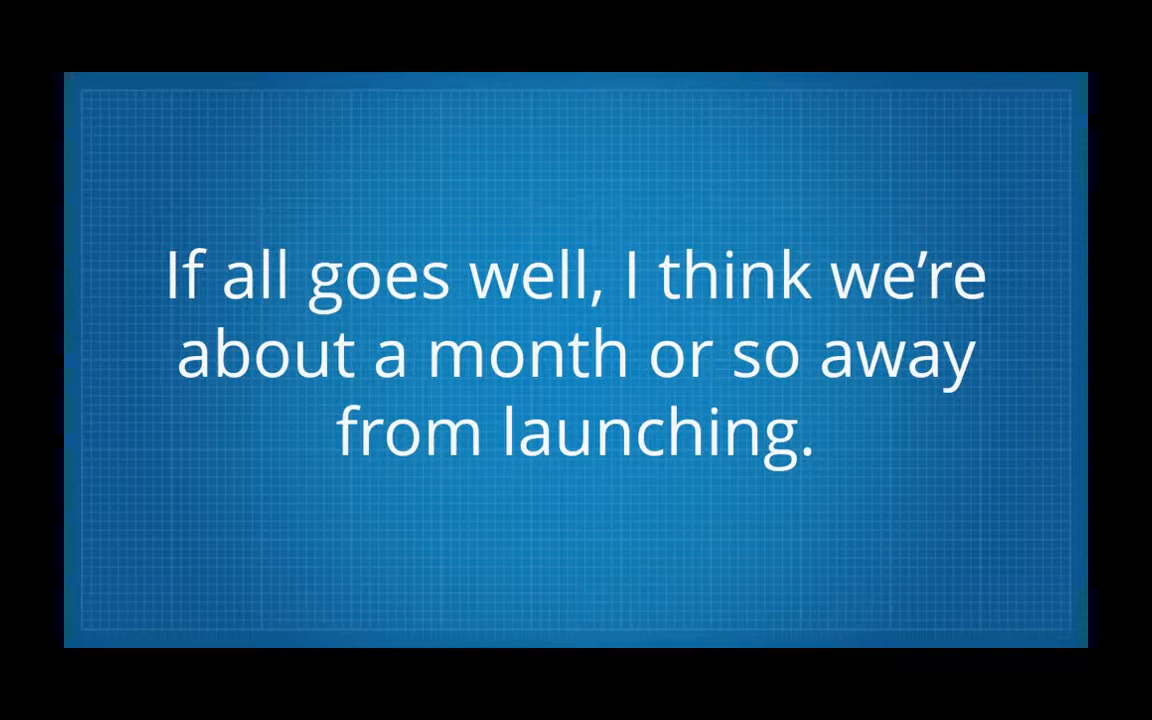 If all goes well, I think we’re
about a month or so away
from launching.